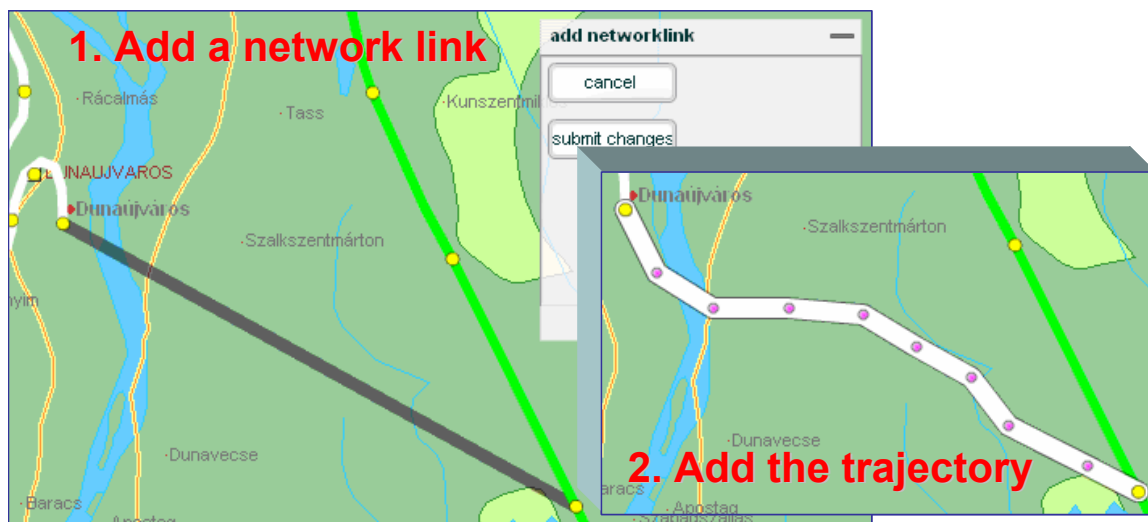 1. Add a network link
add networklink
cancel
submit changes
Rácalmás
Tass
DUNAUJVAROS
Dunaújváros
Szalkszentmárton
Dunavecse
Baracs
Apostag
Dunaújváros
Szalkszentmárton
Dunavecse
2. Add the trajectory
Apostag